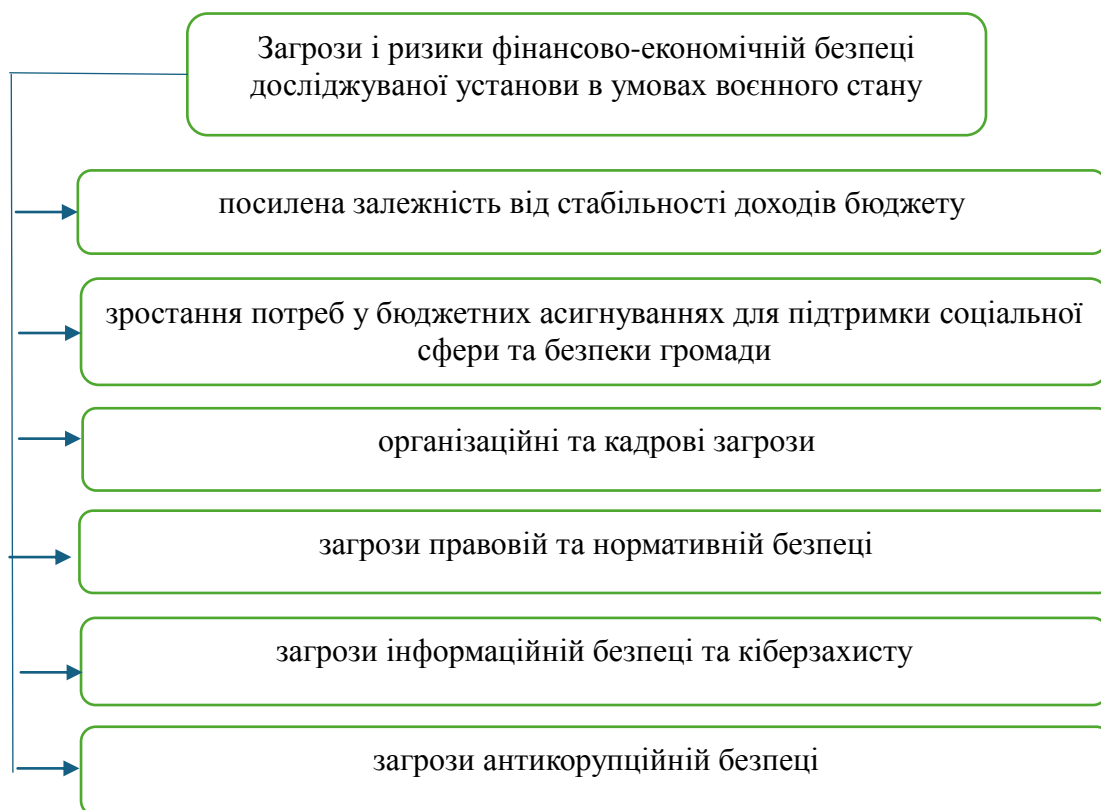 Загрози і ризики фінансово-економічній безпеці
досліджуваної установи в умовах воєнного стану
посилена залежність від стабільності доходів бюджету
зростання потреб у бюджетних асигнуваннях для підтримки соціальної
сфери та безпеки громади
організаційні та кадрові загрози
загрози правовій та нормативній безпеці
загрози інформаційній безпеці та кіберзахисту
загрози антикорупційній безпеці